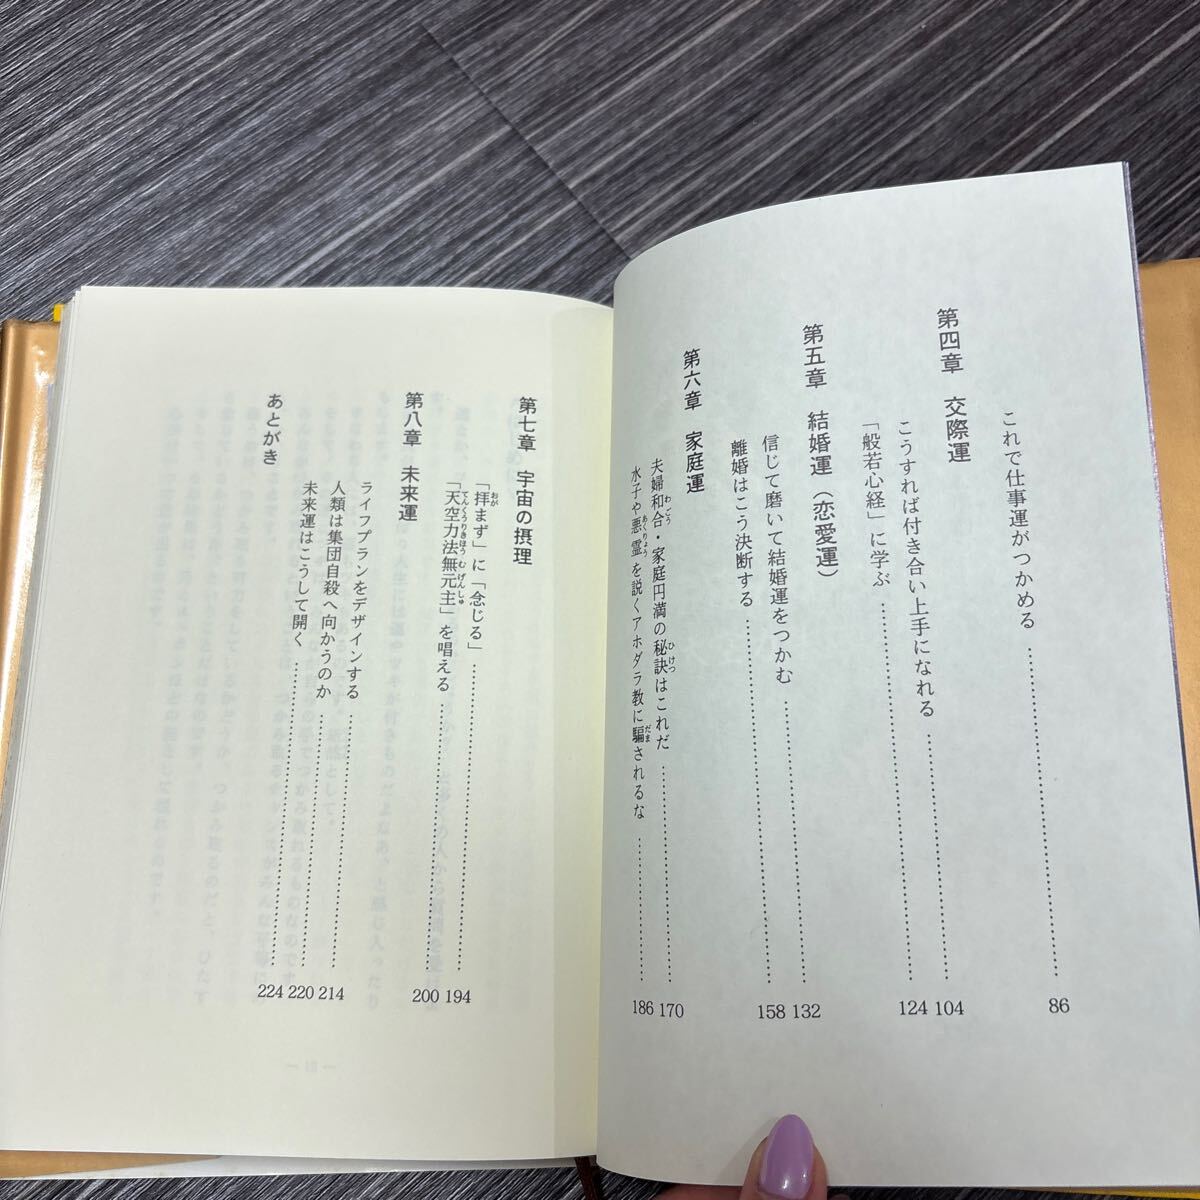 これで仕事運がつかめる……………………86
第四章 交際運
こうすれば付き合い上手になれる……………………104
「般若心経」に学ぶ……………………124
第五章 結婚運(恋愛運)
信じて磨いて結婚運をつかむ……………………132
離婚はこう決断する……………………158
第六章 家庭運
夫婦和合・家庭円満の秘訣はこれだ……………………170
水子や悪霊を説くアホダラ教に騙されるな……………………186
第七章 宇宙の摂理
「拝まず」に「念じる」……………………194
「天空力法無元主」を唱える……………………200
第八章 未来運
ライフプランをデザインする……………………214
人類は集団自殺へ向かうのか……………………220
未来運はこうして開く……………………224
あとがき